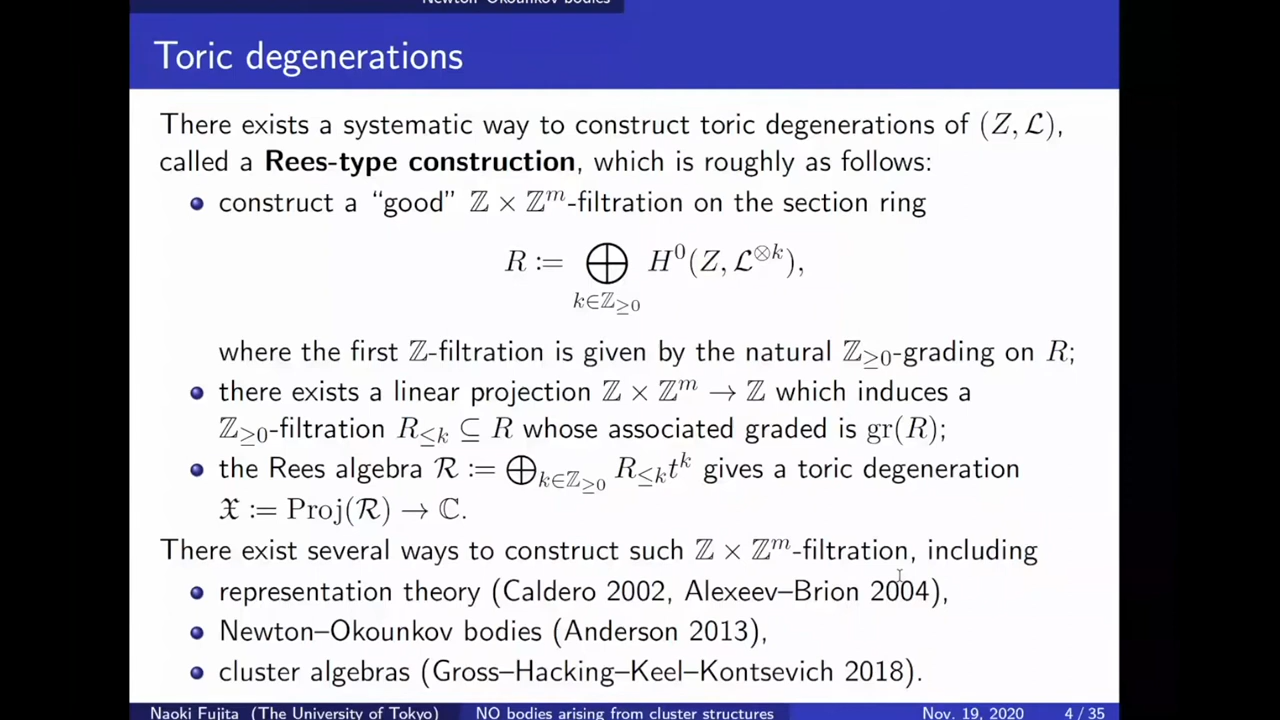 Newton–Okounkov bodies
Toric degenerations
There exists a systematic way to construct toric degenerations of (Z, ℒ),
called a Rees-type construction, which is roughly as follows:
construct a “good” ℤ × ℤ^m-filtration on the section ring
R := ⨁_{k∈ℤ_{≥0}} H^0(Z, ℒ^{⊗k}),
where the first ℤ-filtration is given by the natural ℤ_{≥0}-grading on R;
there exists a linear projection ℤ × ℤ^m → ℤ which induces a
ℤ_{≥0}-filtration R_{≤k} ⊆ R whose associated graded is gr(R);
the Rees algebra ℛ := ⨁_{k∈ℤ_{≥0}} R_{≤k}t^k gives a toric degeneration
𝔛 := Proj(ℛ) → ℂ.
There exist several ways to construct such ℤ × ℤ^m-filtration, including
representation theory (Caldero 2002, Alexeev–Brion 2004),
Newton–Okounkov bodies (Anderson 2013),
cluster algebras (Gross–Hacking–Keel–Kontsevich 2018).
Naoki Fujita (The University of Tokyo) NO bodies arising from cluster structures Nov. 19, 2020 4 / 35